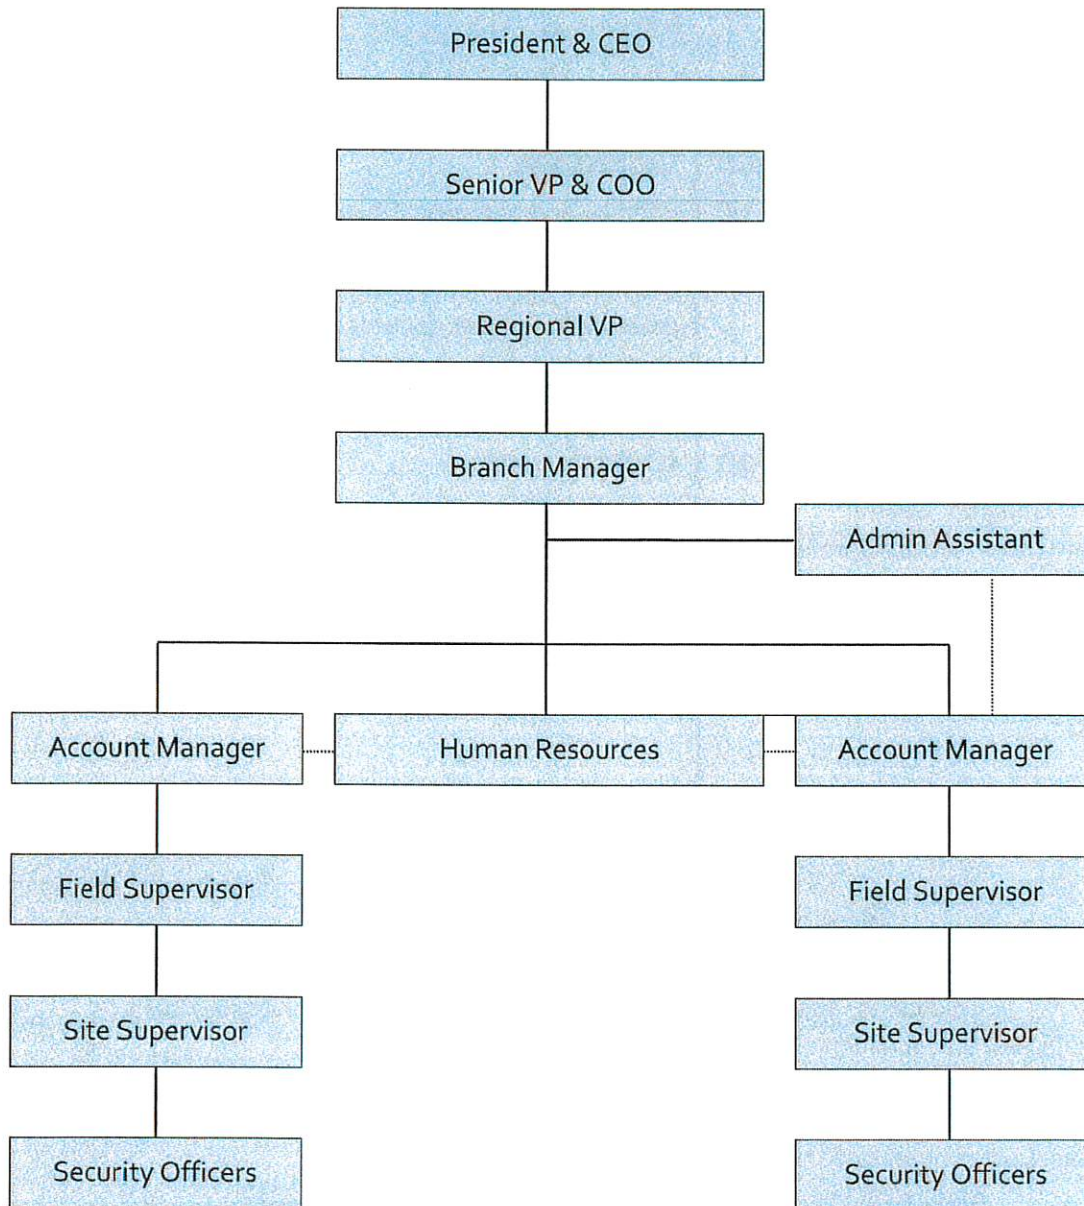 President & CEO
Senior VP & COO
Regional VP
Branch Manager
Admin Assistant
Account Manager
Human Resources
Account Manager
Field Supervisor
Field Supervisor
Site Supervisor
Site Supervisor
Security Officers
Security Officers